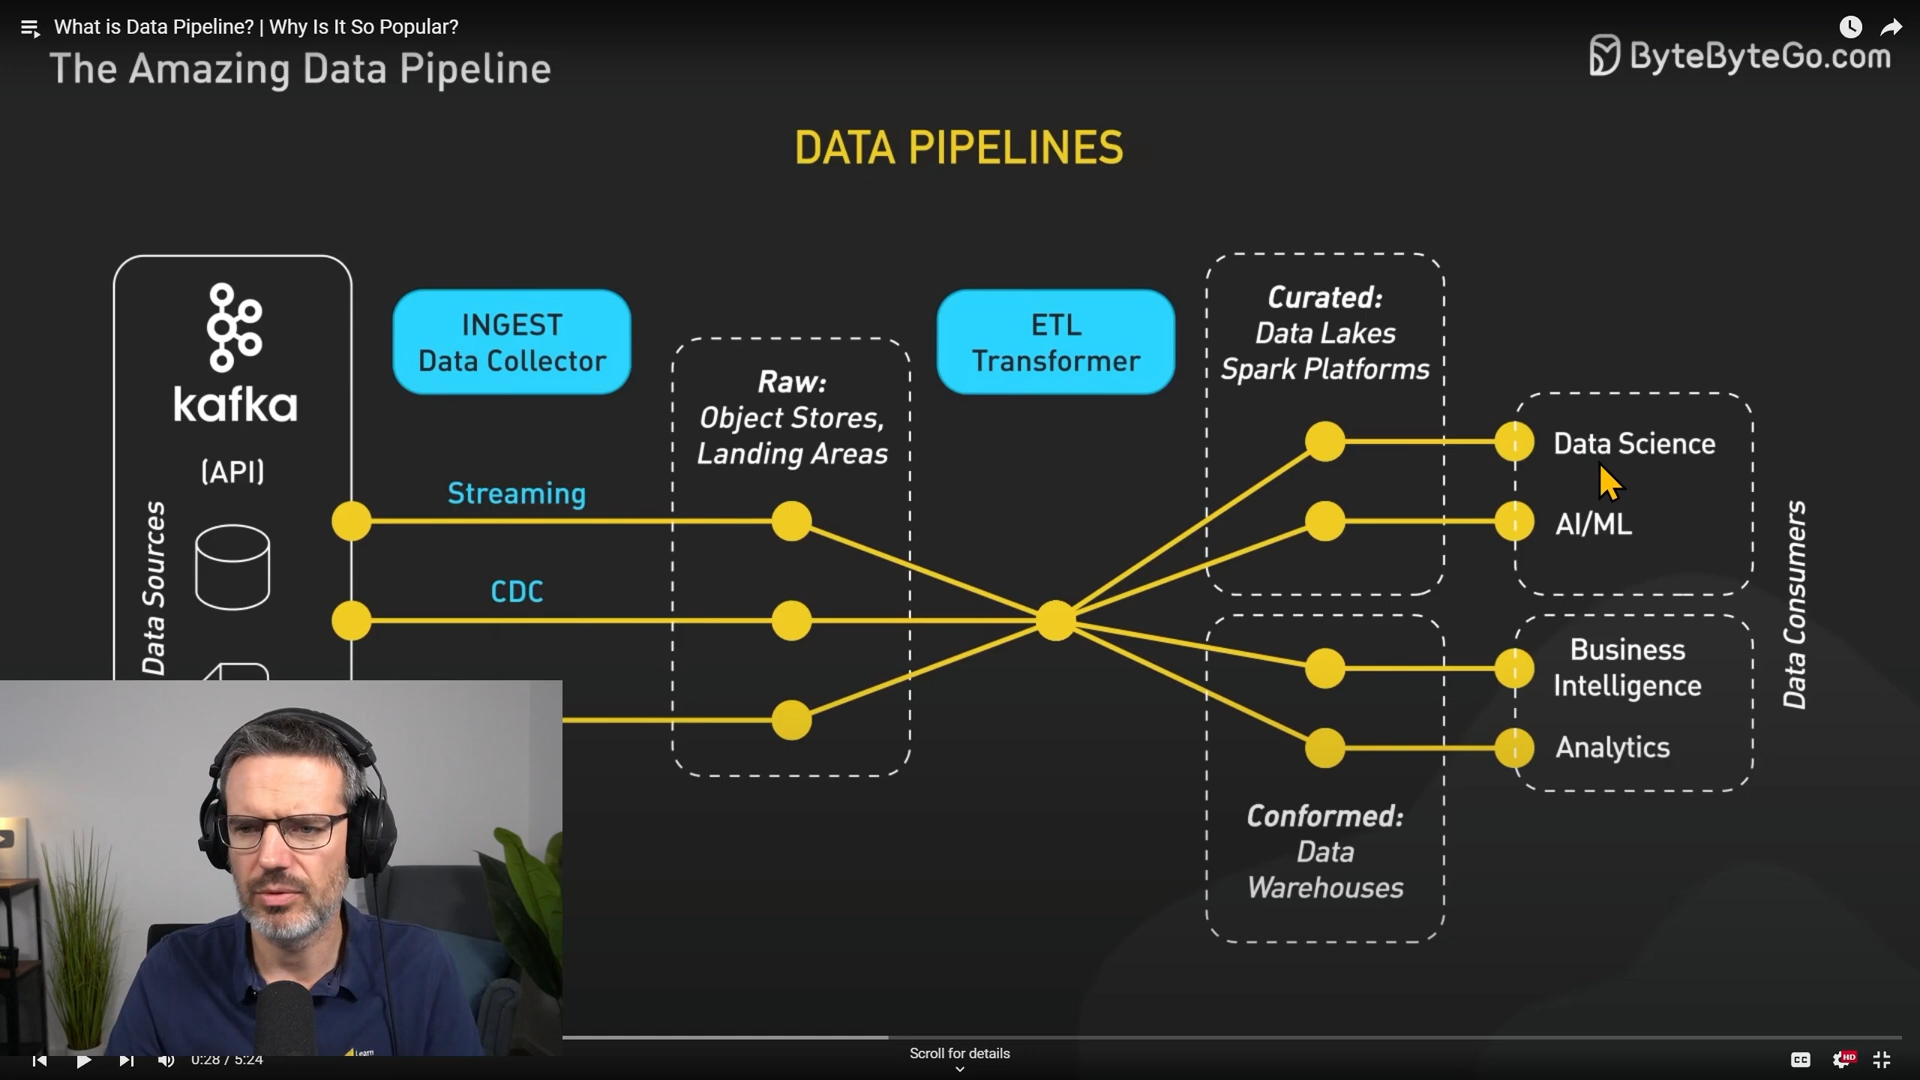 What is Data Pipeline? | Why Is It So Popular?
The Amazing Data Pipeline
ByteByteGo.com
DATA PIPELINES
kafka
(API)
Data Sources
INGEST
Data Collector
Streaming
CDC
Raw:
Object Stores,
Landing Areas
ETL
Transformer
Curated:
Data Lakes
Spark Platforms
Data Science
AI/ML
Business
Intelligence
Analytics
Data Consumers
Conformed:
Data
Warehouses
Learn
0:28 / 5:24
Scroll for details
CC
HD